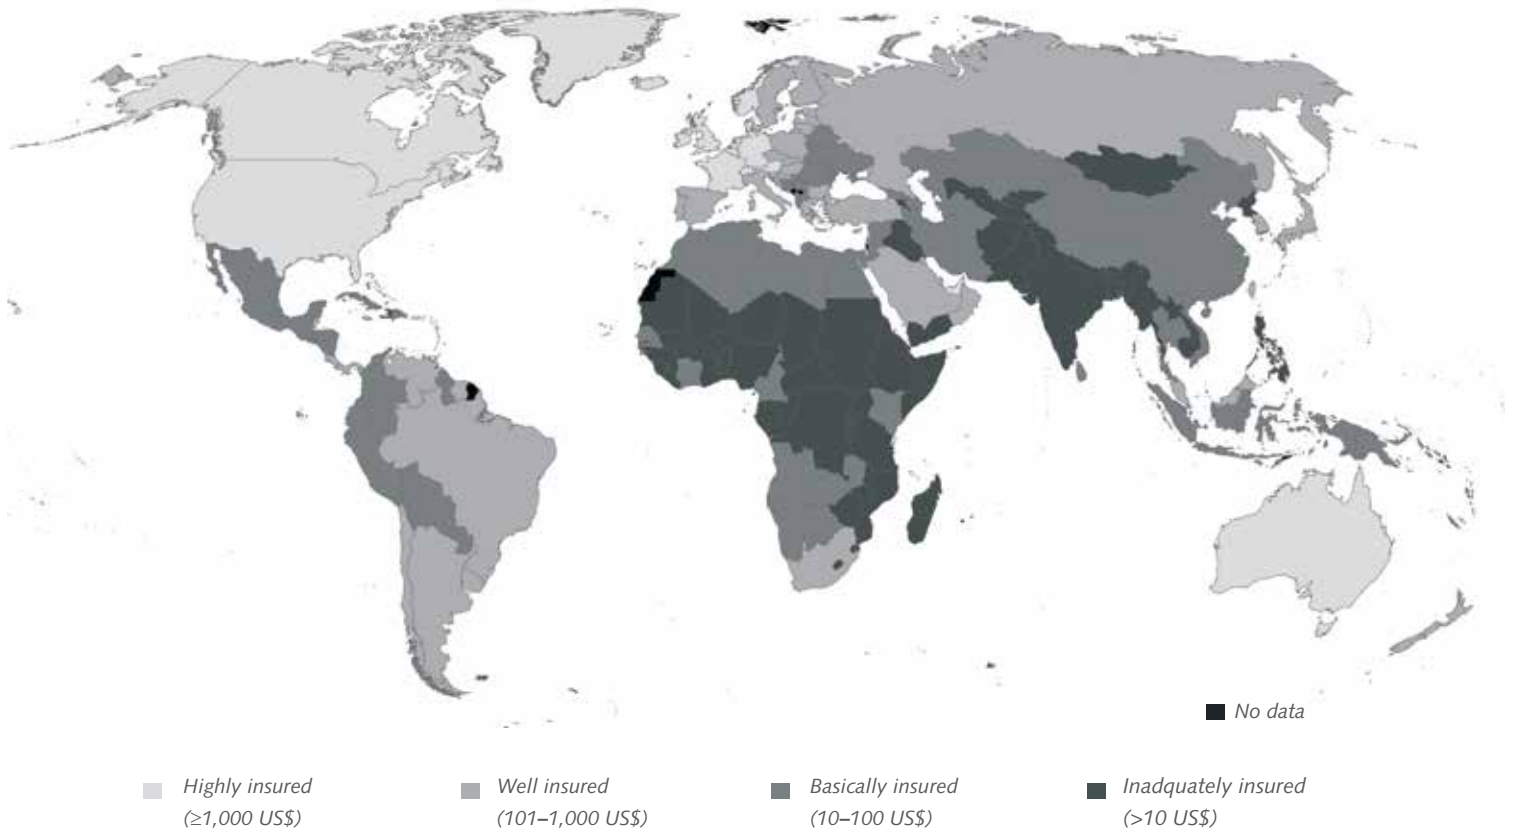 No data
Highly insured
(≥1,000 US$)
Well insured
(101–1,000 US$)
Basically insured
(10–100 US$)
Inadquately insured
(>10 US$)